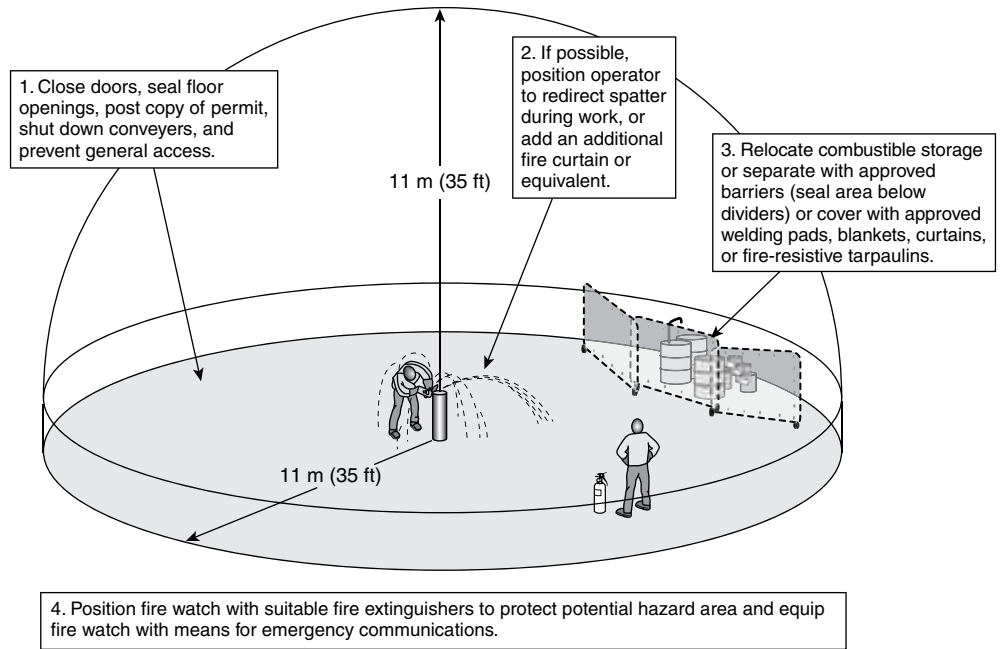 1. Close doors, seal floor
openings, post copy of permit,
shut down conveyers, and
prevent general access.
2. If possible,
position operator
to redirect spatter
during work, or
add an additional
fire curtain or
equivalent.
11 m (35 ft)
3. Relocate combustible storage
or separate with approved
barriers (seal area below
dividers) or cover with approved
welding pads, blankets, curtains,
or fire-resistive tarpaulins.
11 m (35 ft)
4. Position fire watch with suitable fire extinguishers to protect potential hazard area and equip
fire watch with means for emergency communications.